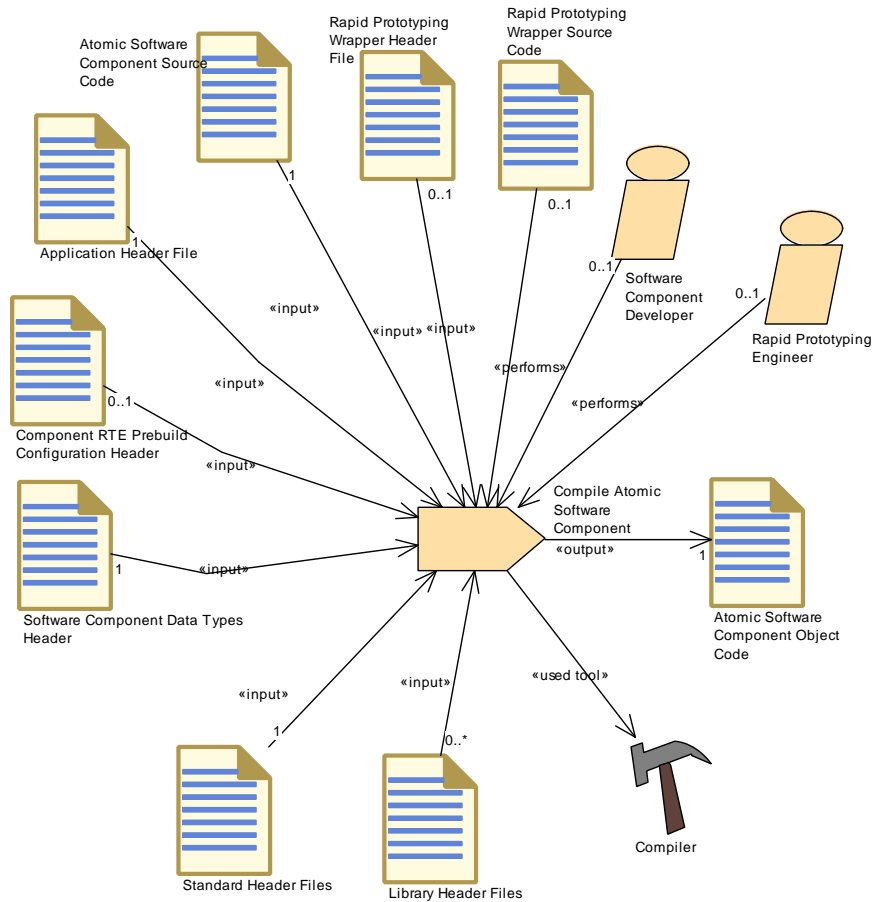 Rapid Prototyping
Wrapper Header
File
Rapid Prototyping
Wrapper Source
Code
Atomic Software
Component Source
Code
1
0..1
0..1
Application Header File
1
0..1
Software
Component
Developer
0..1
Rapid Prototyping
Engineer
«input»
«input»
«input»
«performs»
«input»
«performs»
0..1
Component RTE Prebuild
Configuration Header
«input»
Compile Atomic
Software
Component
«output»
1
1
«input»
Software Component Data Types
Header
Atomic Software
Component Object
Code
«used tool»
«input»
«input»
1
0..*
Compiler
Standard Header Files
Library Header Files